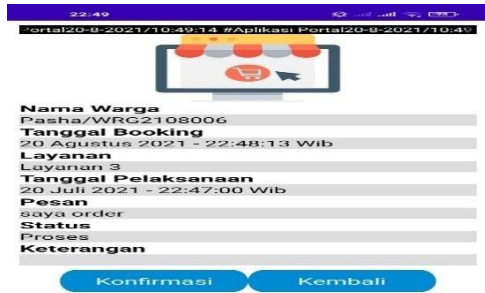 22:49
Portal20-8-2021/10:49:14 #Aplikasi Portal20-8-2021/10:49
Nama Warga
Pasha/WRG2108006
Tanggal Booking
20 Agustus 2021 - 22:48:13 Wib
Layanan
Layanan 3
Tanggal Pelaksanaan
20 Juli 2021 - 22:47:00 Wib
Pesan
saya order
Status
Proses
Keterangan
Konfirmasi Kembali